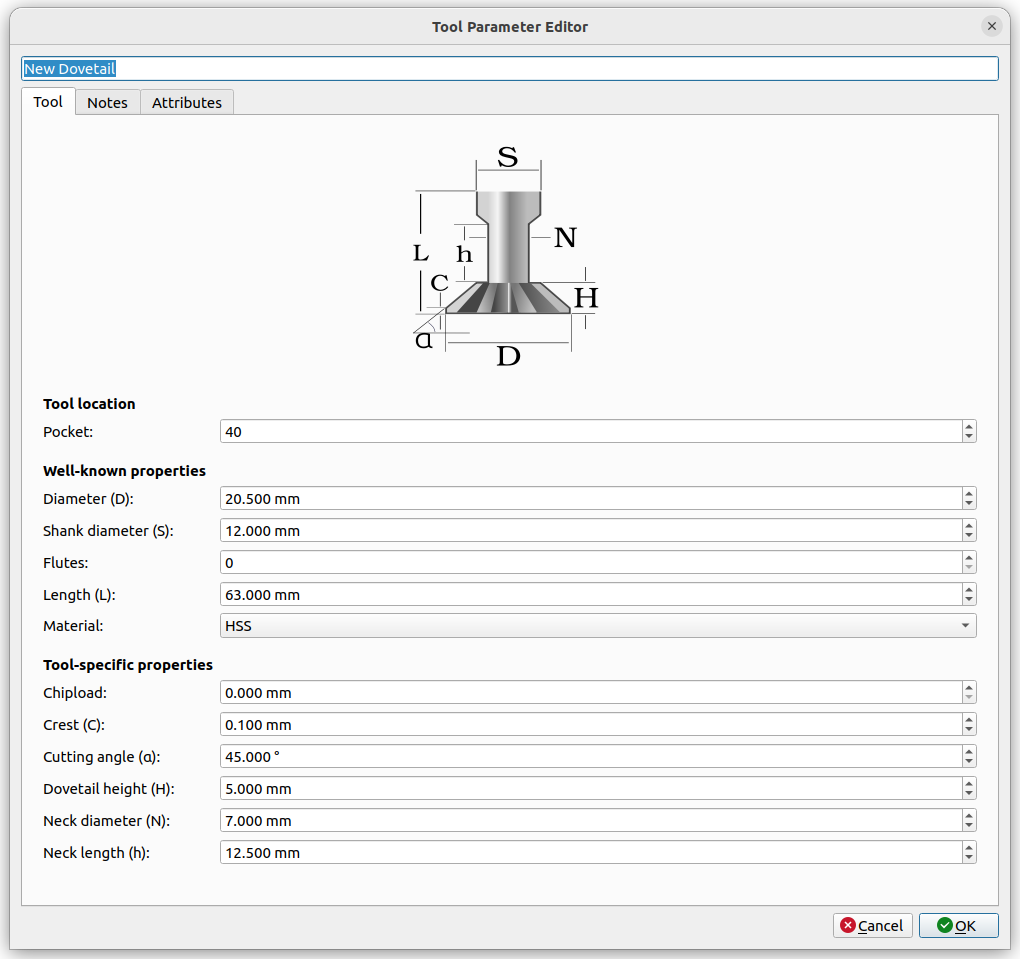 Tool Parameter Editor
New Dovetail
Tool Notes Attributes
S
N
L h
C
H
α
D
Tool location
Pocket: 40
Well-known properties
Diameter (D): 20.500 mm
Shank diameter (S): 12.000 mm
Flutes: 0
Length (L): 63.000 mm
Material: HSS
Tool-specific properties
Chipload: 0.000 mm
Crest (C): 0.100 mm
Cutting angle (α): 45.000 °
Dovetail height (H): 5.000 mm
Neck diameter (N): 7.000 mm
Neck length (h): 12.500 mm
Cancel OK